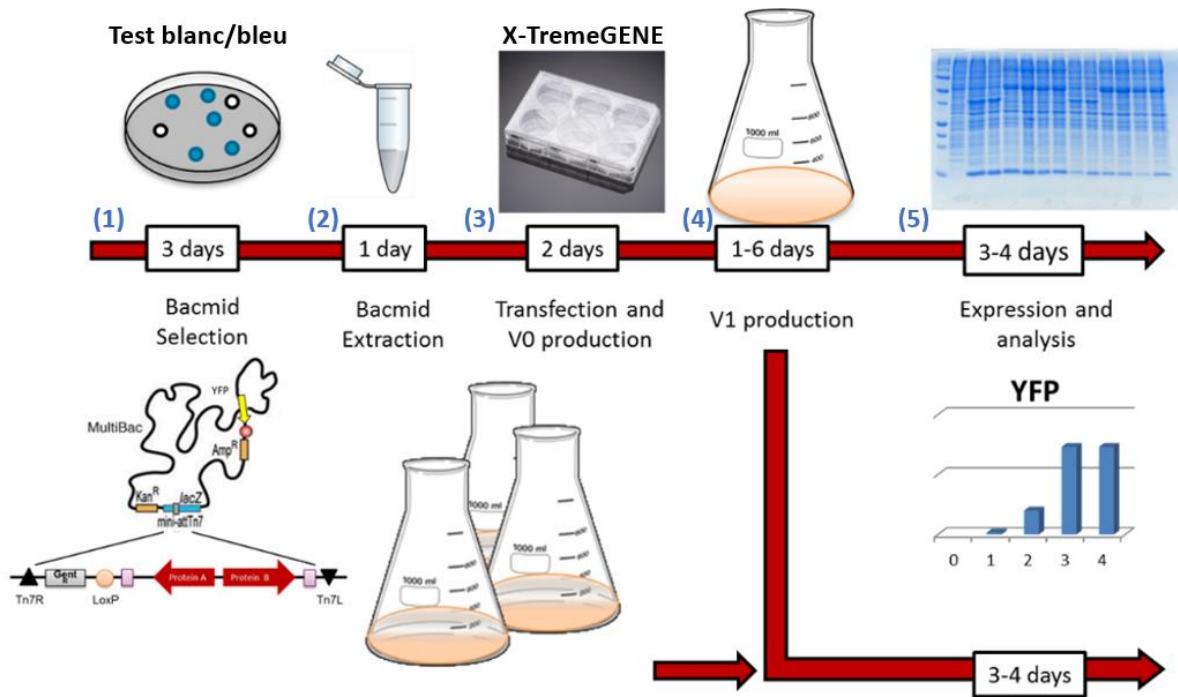 Test blanc/bleu
X-TremeGENE
1000 ml
800
600
400
(1)
(2)
(3)
(4)
(5)
3 days
1 day
2 days
1-6 days
3-4 days
Bacmid
Selection
Bacmid
Extraction
Transfection and
V0 production
V1 production
Expression and
analysis
YFP
MultiBac
Amp R
Kan R
lacZ
mini-attTn7
Gent R
Protein A
Protein B
Tn7R
LoxP
Tn7L
1000 ml
1000 ml
1000 ml
YFP
0 1 2 3 4
3-4 days